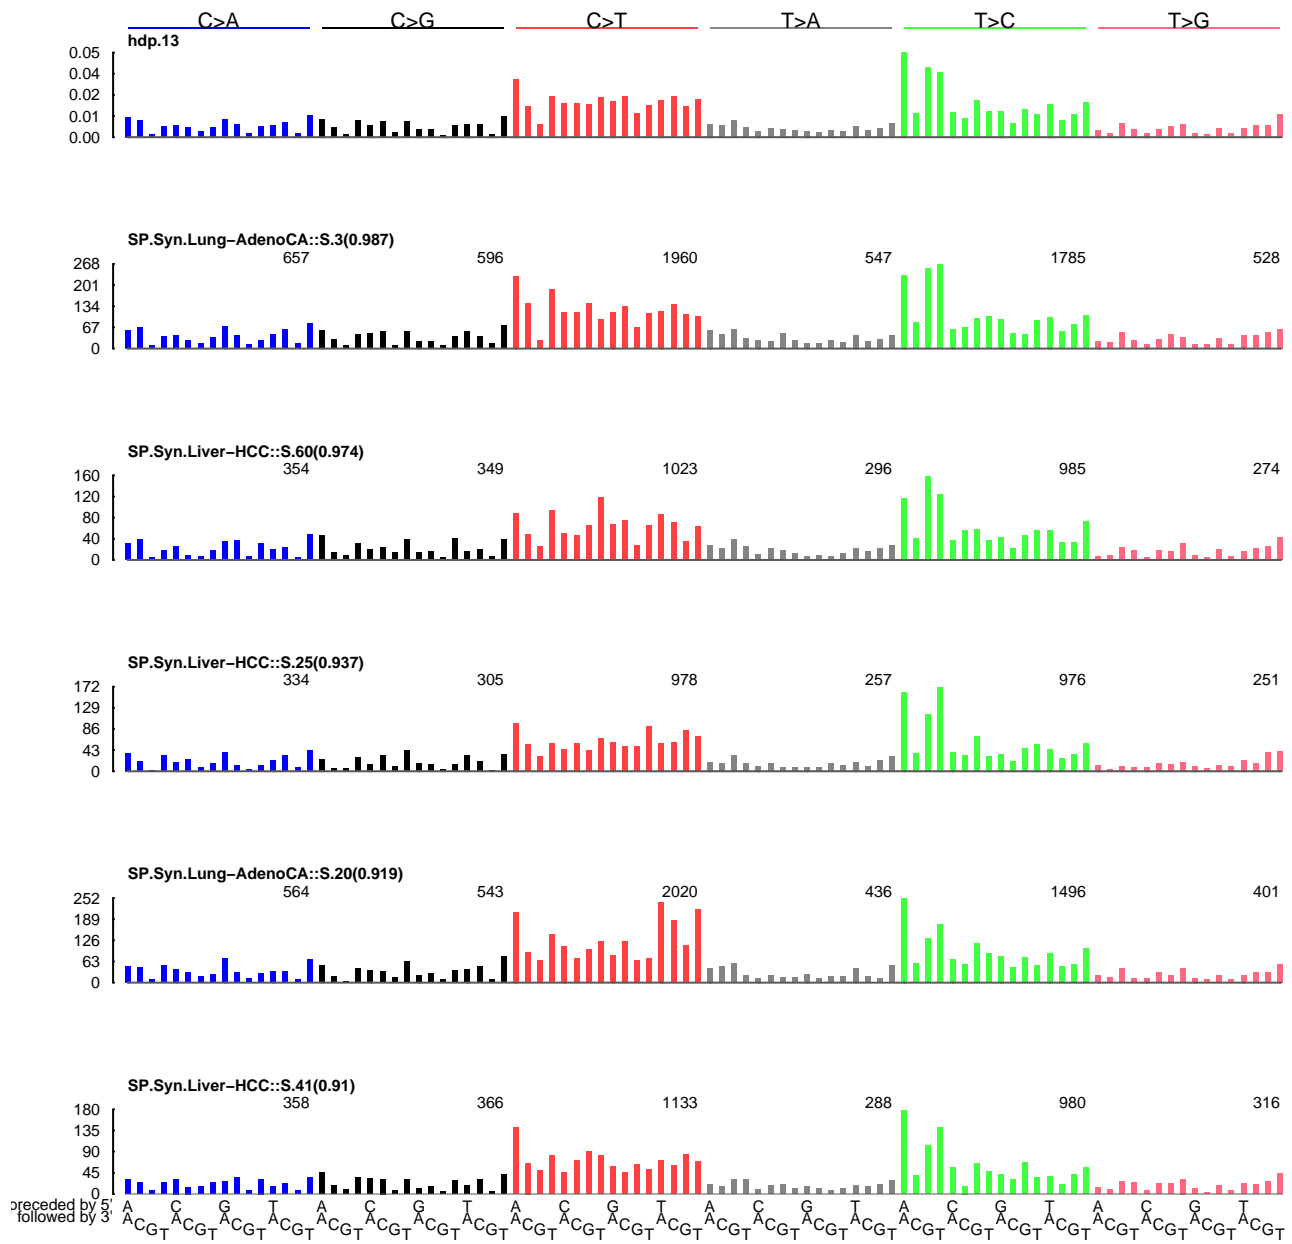 C>A C>G C>T T>A T>C T>G
hdp.13
0.05
0.04
0.02
0.01
0.00
SP.Syn.Lung−AdenoCA::S.3(0.987)
657 596 1960 547 1785 528
268
201
134
67
0
SP.Syn.Liver−HCC::S.60(0.974)
354 349 1023 296 985 274
160
120
80
40
0
SP.Syn.Liver−HCC::S.25(0.937)
334 305 978 257 976 251
172
129
86
43
0
SP.Syn.Lung−AdenoCA::S.20(0.919)
564 543 2020 436 1496 401
252
189
126
63
0
SP.Syn.Liver−HCC::S.41(0.91)
358 366 1133 288 980 316
180
135
90
45
0
preceded by 5' A C G T A C G T A C G T A C G T A C G T A C G T
followed by 3' A C G T A C G T A C G T A C G T A C G T A C G T A C G T A C G T A C G T A C G T A C G T A C G T A C G T A C G T A C G T A C G T A C G T A C G T A C G T A C G T A C G T A C G T A C G T A C G T